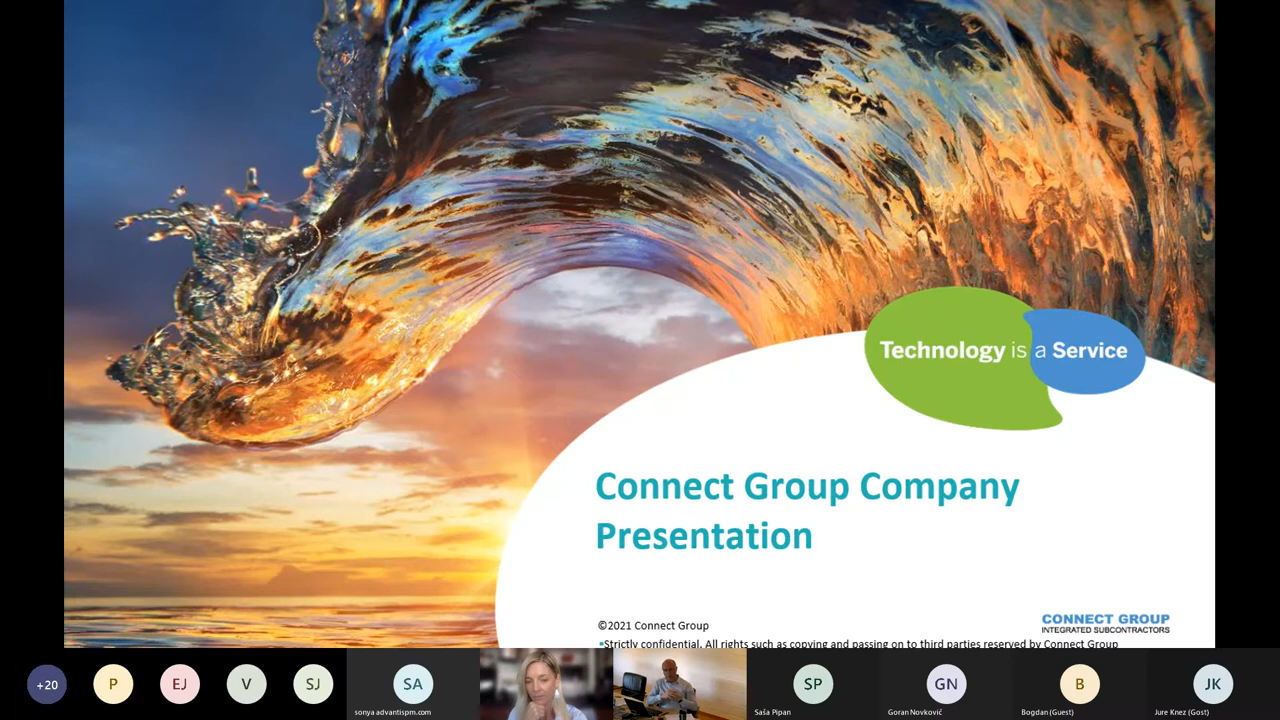 Technology is a Service
Connect Group Company
Presentation
©2021 Connect Group
CONNECT GROUP
INTEGRATED SUBCONTRACTORS
Strictly confidential. All rights such as copying and passing on to third parties reserved by Connect Group
+20
P
EJ
V
SJ
SA
SP
GN
B
JK
sonya advantispm.com
Saša Pipan
Goran Novković
Bogdan (Guest)
Jure Knez (Gost)